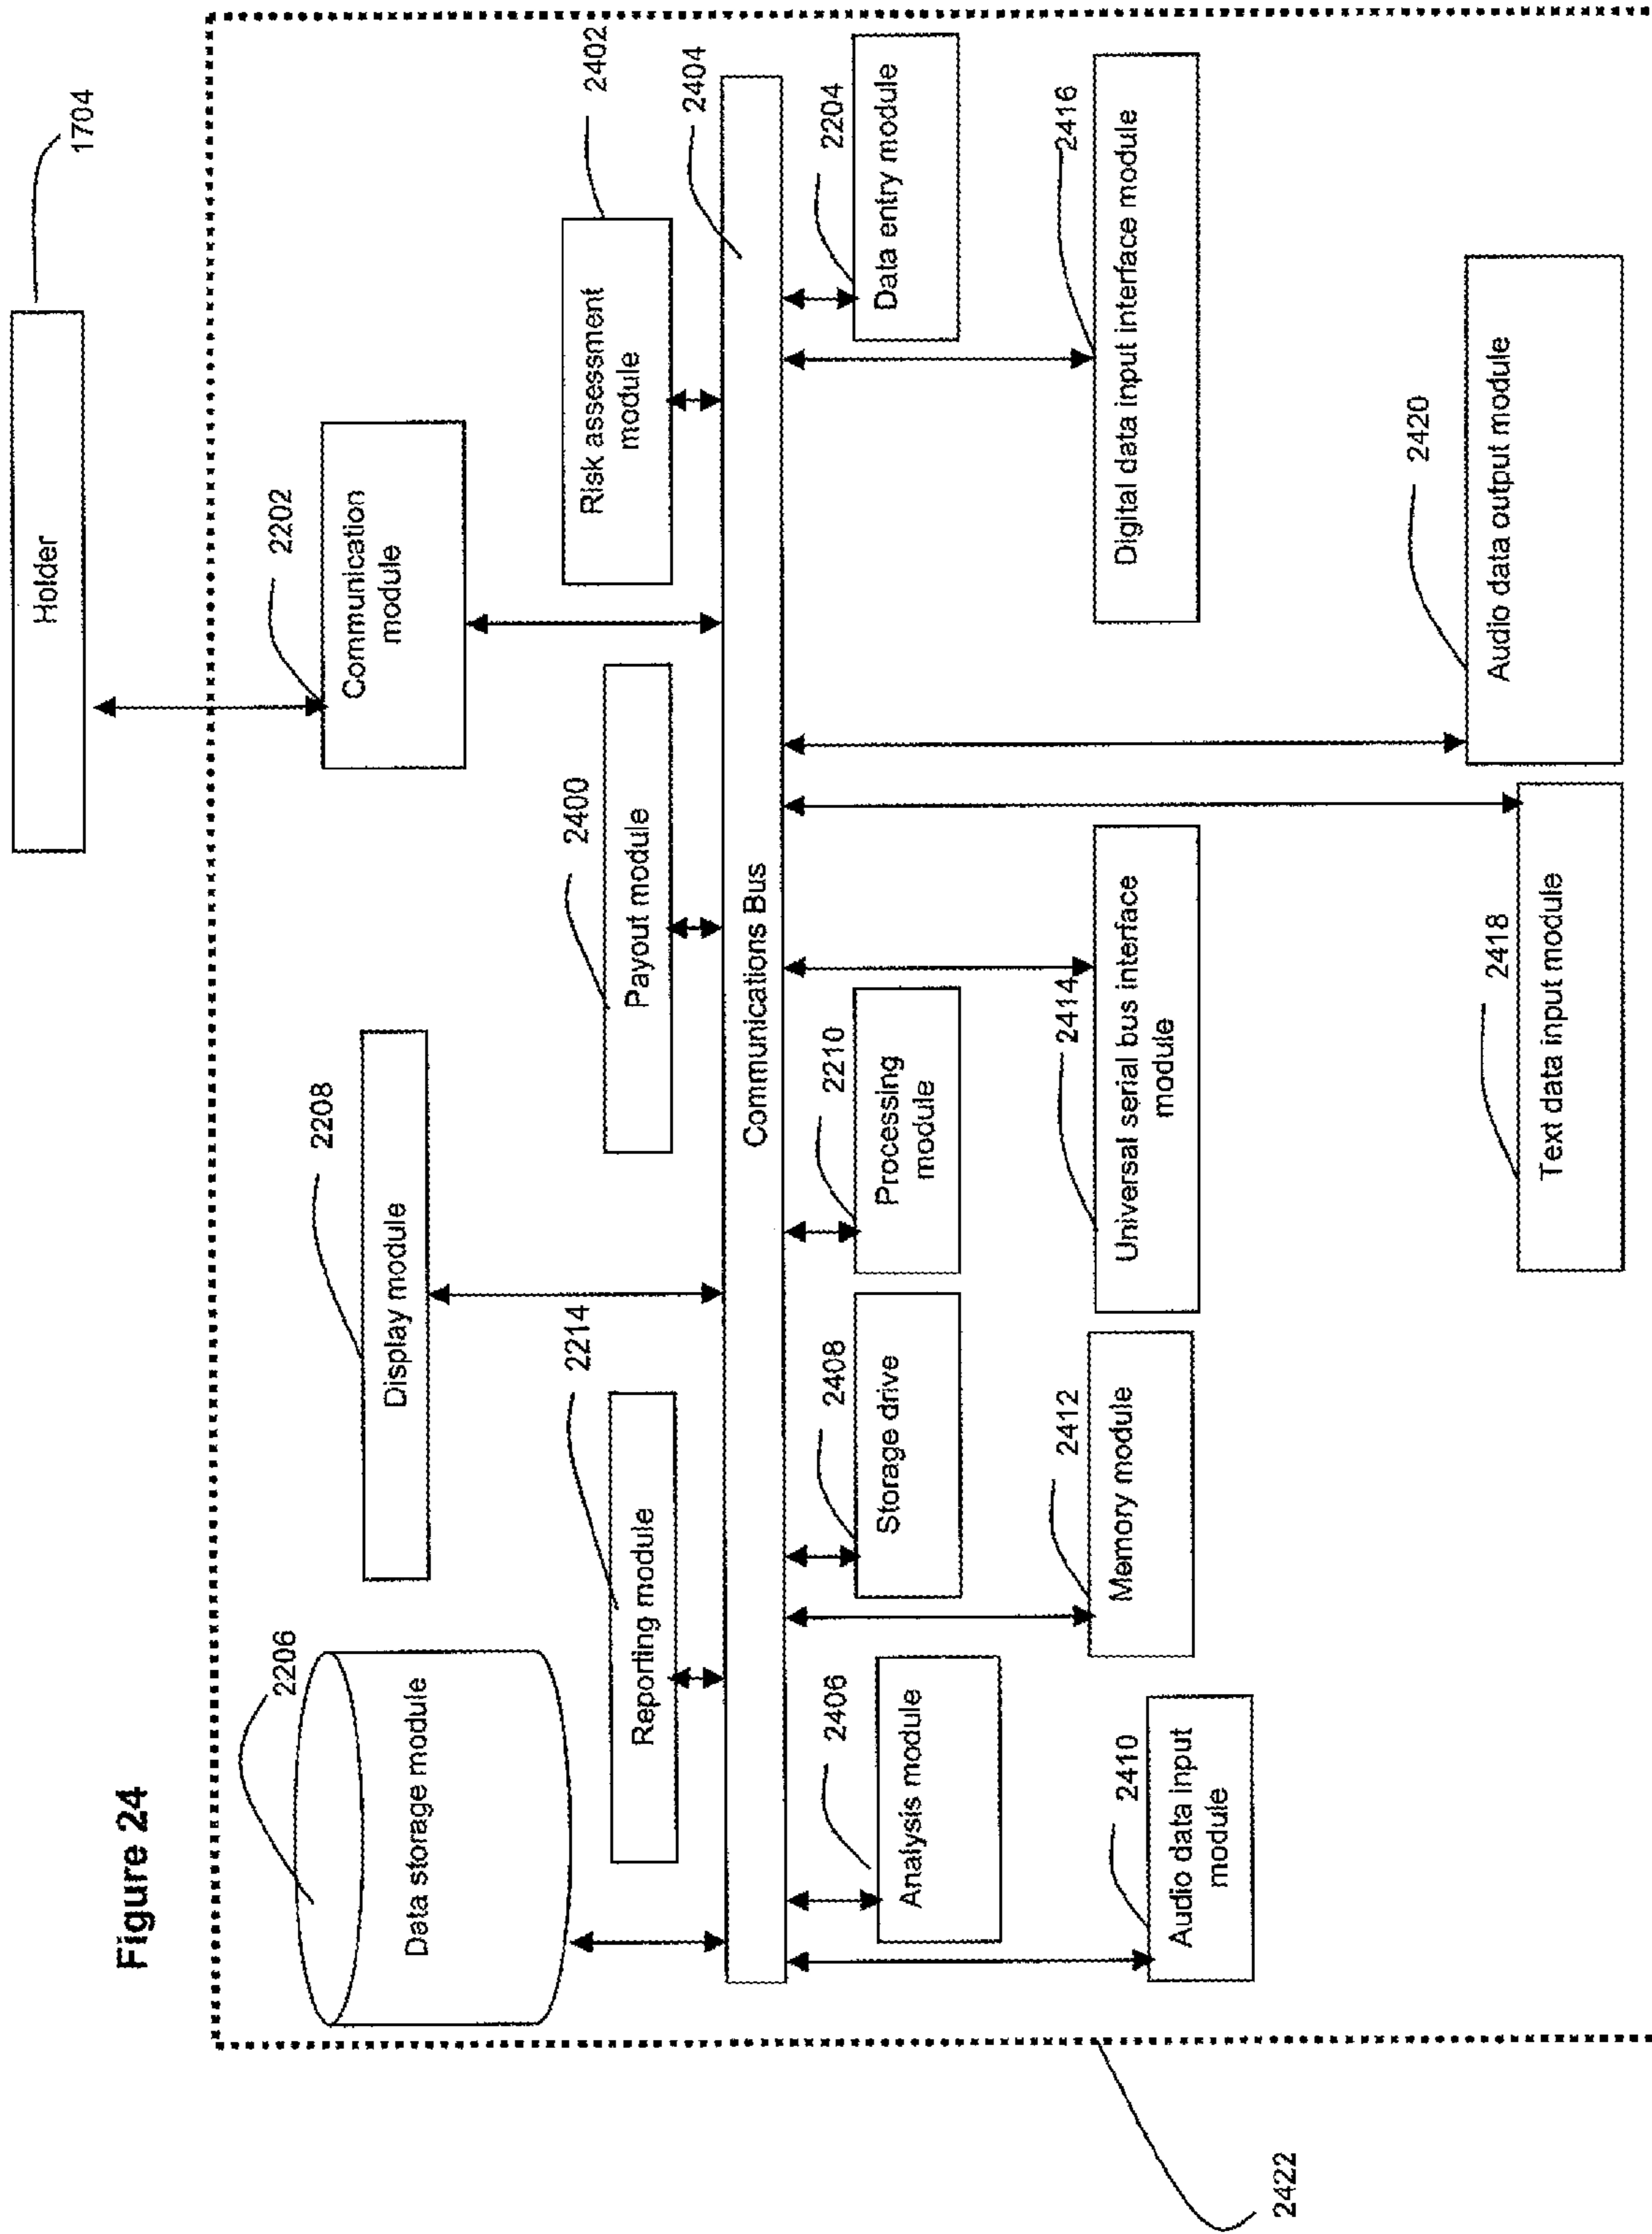 Figure 24
Holder
1704
2206
Data storage module
2208
Display module
2202
Communication
module
2214
Reporting module
2400
Payout module
2402
Risk assessment
module
2404
Communications Bus
2406
Analysis module
2408
Storage drive
2210
Processing
module
2204
Data entry module
2410
Audio data input
module
2412
Memory module
2414
Universal serial bus interface
module
2416
Digital data input interface module
2418
Text data input module
2420
Audio data output module
2422